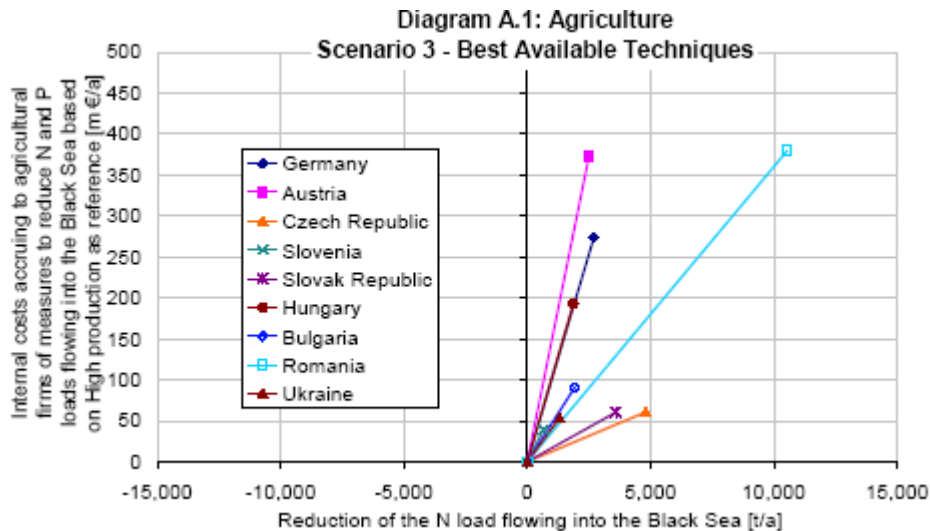 Diagram A.1: Agriculture
Scenario 3 - Best Available Techniques
Internal costs accruing to agricultural
firms of measures to reduce N and P
loads flowing into the Black Sea based
on High production as reference [m €/a]
500
450
400
350
300
250
200
150
100
50
0
Germany
Austria
Czech Republic
Slovenia
Slovak Republic
Hungary
Bulgaria
Romania
Ukraine
-15,000 -10,000 -5,000 0 5,000 10,000 15,000
Reduction of the N load flowing into the Black Sea [t/a]